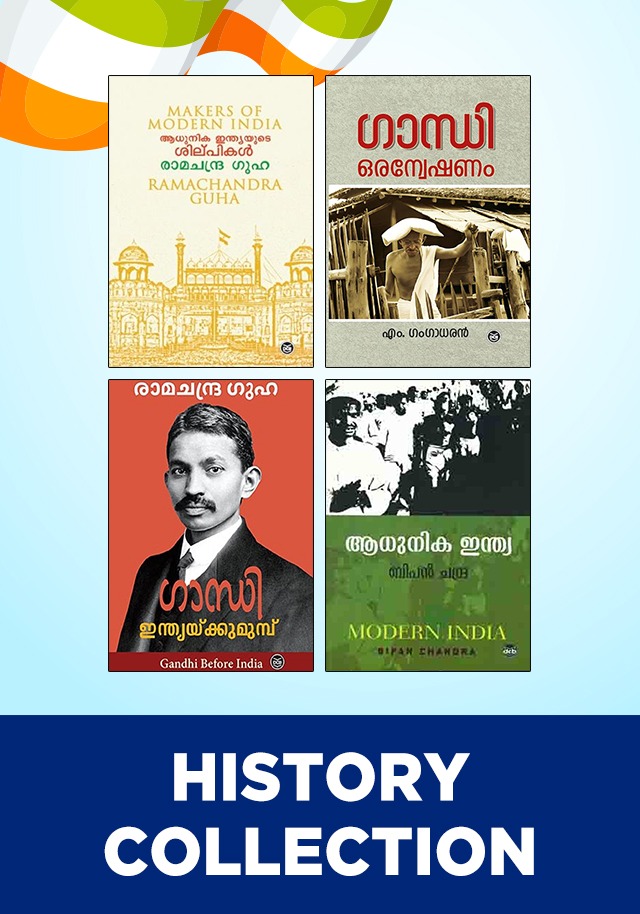 MAKERS OF
MODERN INDIA
ആധുനിക ഇന്ത്യയുടെ
ശില്പികൾ
രാമചന്ദ്ര ഗുഹ
RAMACHANDRA
GUHA
ഗാന്ധി
ഒരന്വേഷണം
എം. ഗംഗാധരൻ
രാമചന്ദ്ര ഗുഹ
ഗാന്ധി
ഇന്ത്യയ്ക്കുമുമ്പ്
Gandhi Before India
ആധുനിക ഇന്ത്യ
ബിപൻ ചന്ദ്ര
MODERN INDIA
BIPAN CHANDRA
dcb
HISTORY
COLLECTION